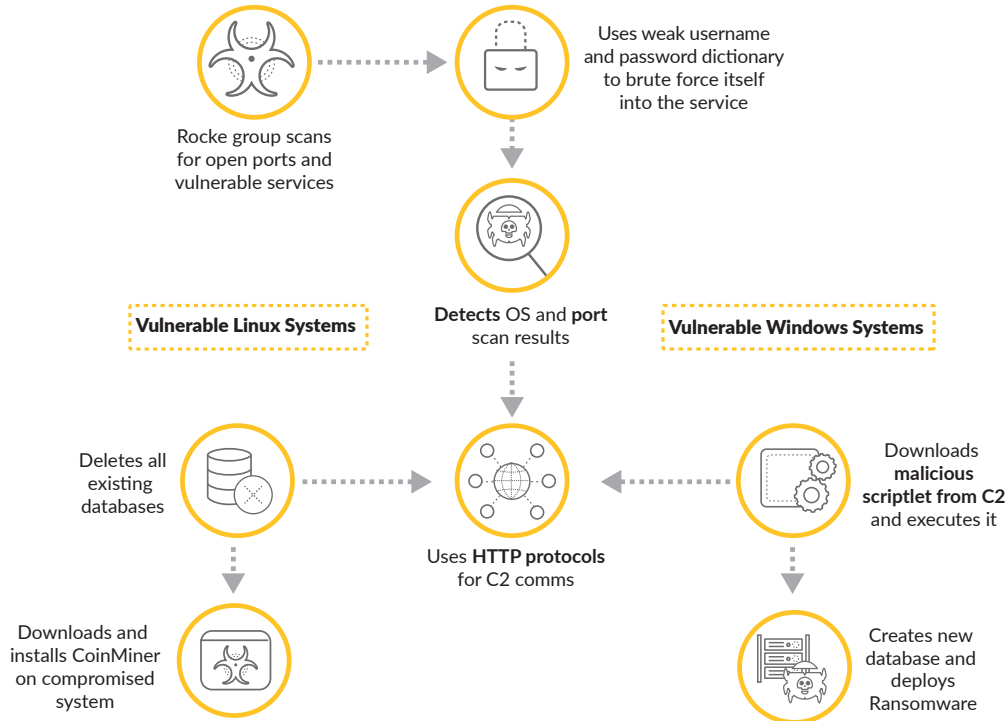 Rocke group scans
for open ports and
vulnerable services
Uses weak username
and password dictionary
to brute force itself
into the service
Detects OS and port
scan results
Vulnerable Linux Systems
Vulnerable Windows Systems
Deletes all
existing
databases
Uses HTTP protocols
for C2 comms
Downloads
malicious
scriptlet from C2
and executes it
Downloads and
installs CoinMiner
on compromised
system
Creates new
database and
deploys
Ransomware